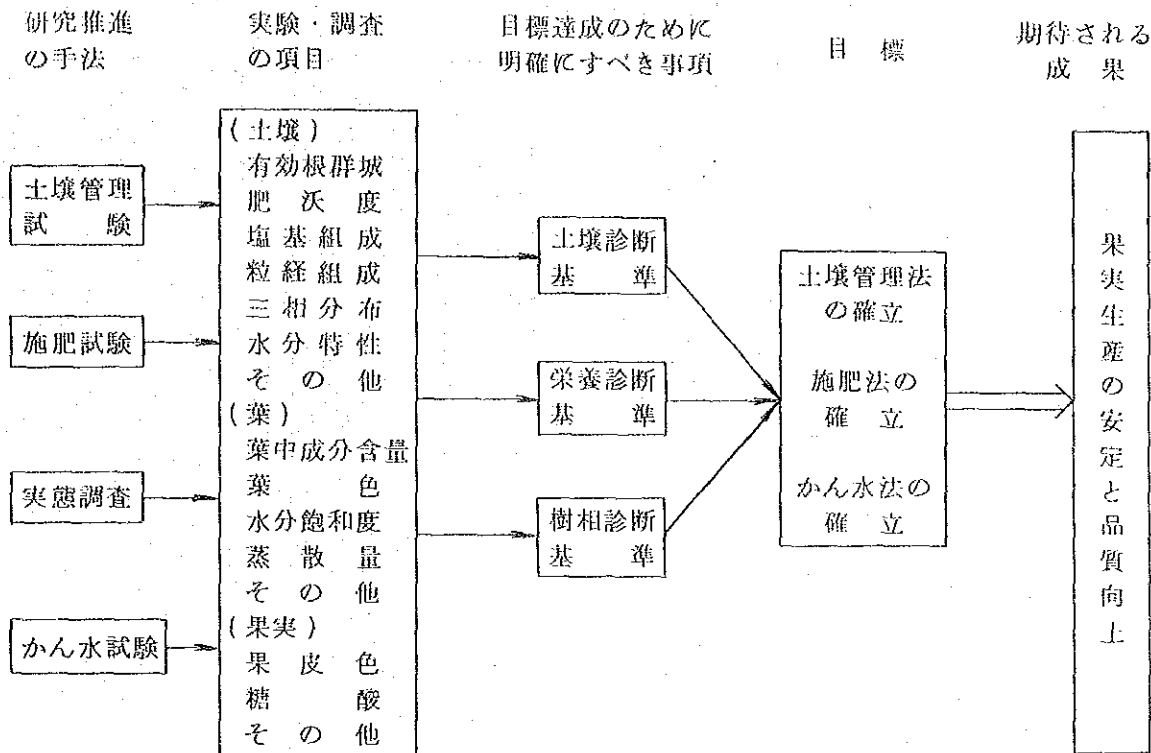 研究推進
の手法
実験・調査
の項目
目標達成のために
明確にすべき事項
目標
期待される
成果
土壌管理
試験
施肥試験
実態調査
かん水試験
(土壌)
有効根群城
肥沃度
塩基組成
粒経組成
三相分布
水分特性
その他
(葉)
葉中成分含量
葉色
水分飽和度
蒸散量
その他
(果実)
果皮色
糖酸
その他
土壌診断
基準
栄養診断
基準
樹相診断
基準
土壌管理法
の確立
施肥法の
確立
かん水法の
確立
果実生産の安定と品質向上